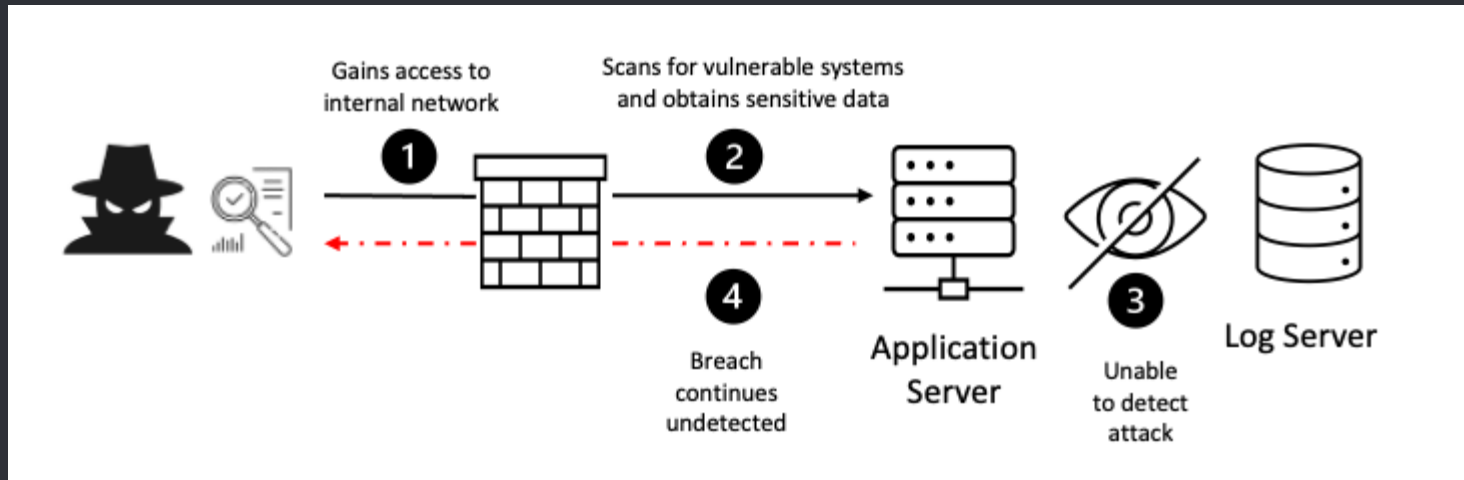 Gains access to
internal network
1
Scans for vulnerable systems
and obtains sensitive data
2
3
Unable
to detect
attack
4
Breach
continues
undetected
Application
Server
Log Server